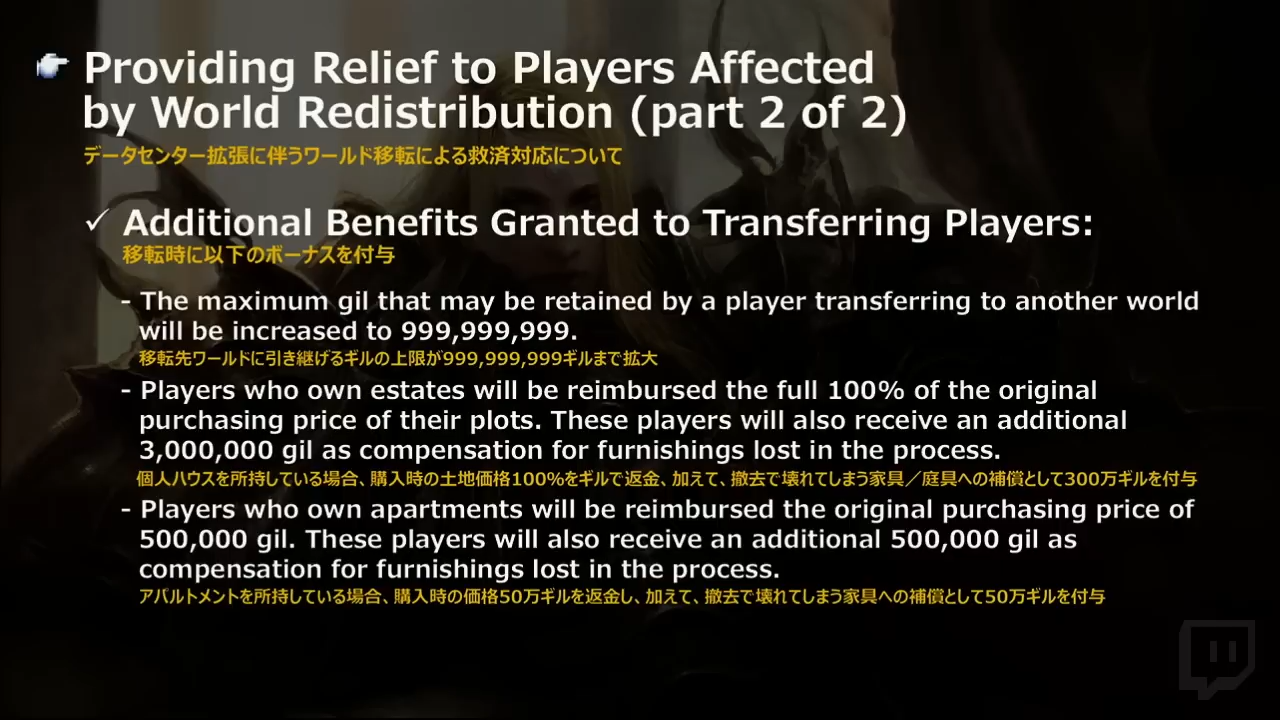 Providing Relief to Players Affected
by World Redistribution (part 2 of 2)
データセンター拡張に伴うワールド移転による救済対応について
✓ Additional Benefits Granted to Transferring Players:
移転時に以下のボーナスを付与
- The maximum gil that may be retained by a player transferring to another world
will be increased to 999,999,999.
移転先ワールドに引き継げるギルの上限が999,999,999ギルまで拡大
- Players who own estates will be reimbursed the full 100% of the original
purchasing price of their plots. These players will also receive an additional
3,000,000 gil as compensation for furnishings lost in the process.
個人ハウスを所持している場合、購入時の土地価格100%をギルで返金、加えて、撤去で壊れてしまう家具／庭具への補償として300万ギルを付与
- Players who own apartments will be reimbursed the original purchasing price of
500,000 gil. These players will also receive an additional 500,000 gil as
compensation for furnishings lost in the process.
アパルトメントを所持している場合、購入時の価格50万ギルを返金し、加えて、撤去で壊れてしまう家具への補償として50万ギルを付与